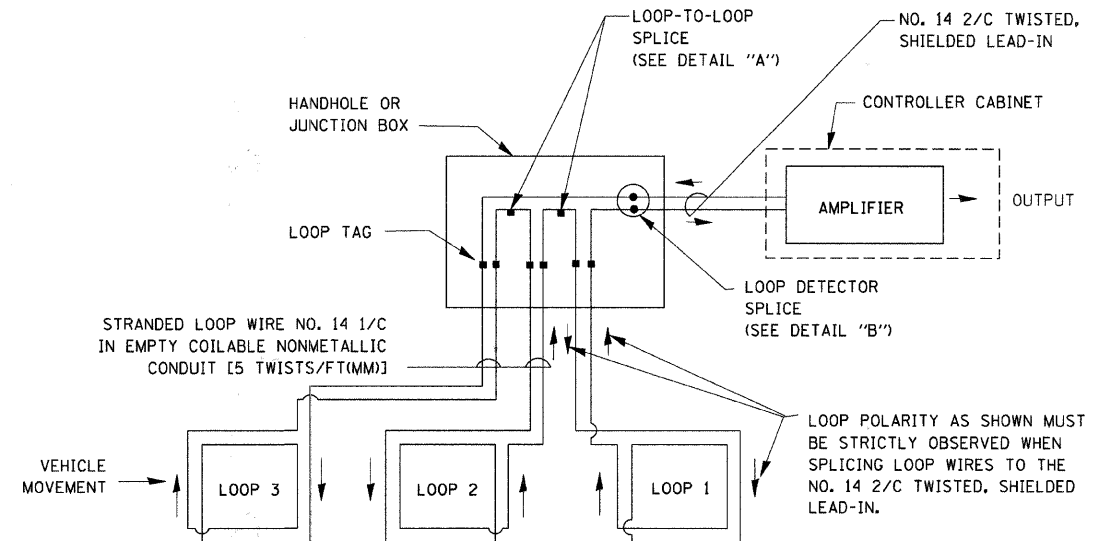 LOOP-TO-LOOP
SPLICE
(SEE DETAIL "A")
NO. 14 2/C TWISTED,
SHIELDED LEAD-IN
HANDHOLE OR
JUNCTION BOX
CONTROLLER CABINET
AMPLIFIER
OUTPUT
LOOP TAG
LOOP DETECTOR
SPLICE
(SEE DETAIL "B")
STRANDED LOOP WIRE NO. 14 1/C
IN EMPTY COILABLE NONMETALLIC
CONDUIT [5 TWISTS/FT(MM)]
LOOP POLARITY AS SHOWN MUST
BE STRICTLY OBSERVED WHEN
SPLICING LOOP WIRES TO THE
NO. 14 2/C TWISTED, SHIELDED
LEAD-IN.
VEHICLE
MOVEMENT
LOOP 3
LOOP 2
LOOP 1